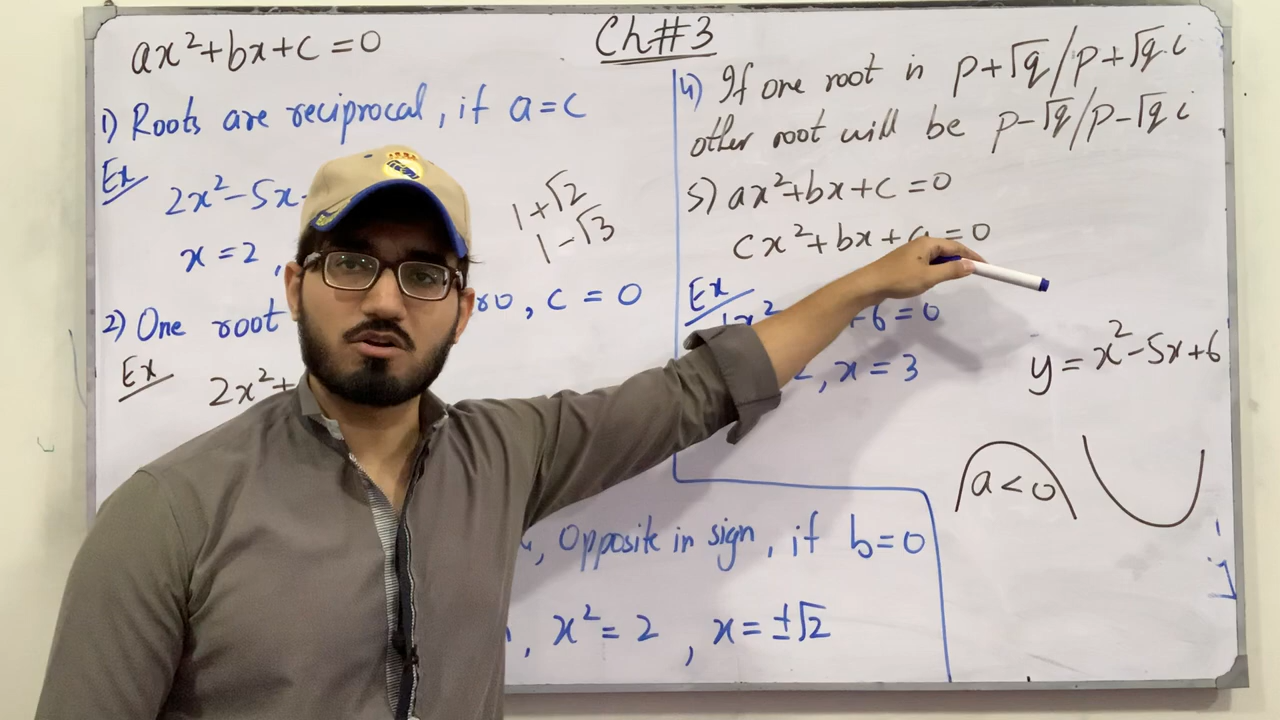 Ch#3
ax²+bx+c=0
1) Roots are reciprocal, if a=c
Ex
2x²-5x
x=2,
1+√2
1-√3
2) One root
, c=0
Ex
2x²+
, opposite in sign, if b=0
, x²=2, x=±√2
4) If one root is p+√q/p+√q i
other root will be p-√q/p-√q i
5) ax²+bx+c=0
cx²+bx+a=0
Ex
+6=0
, x=3
y=x²-5x+6
a<0